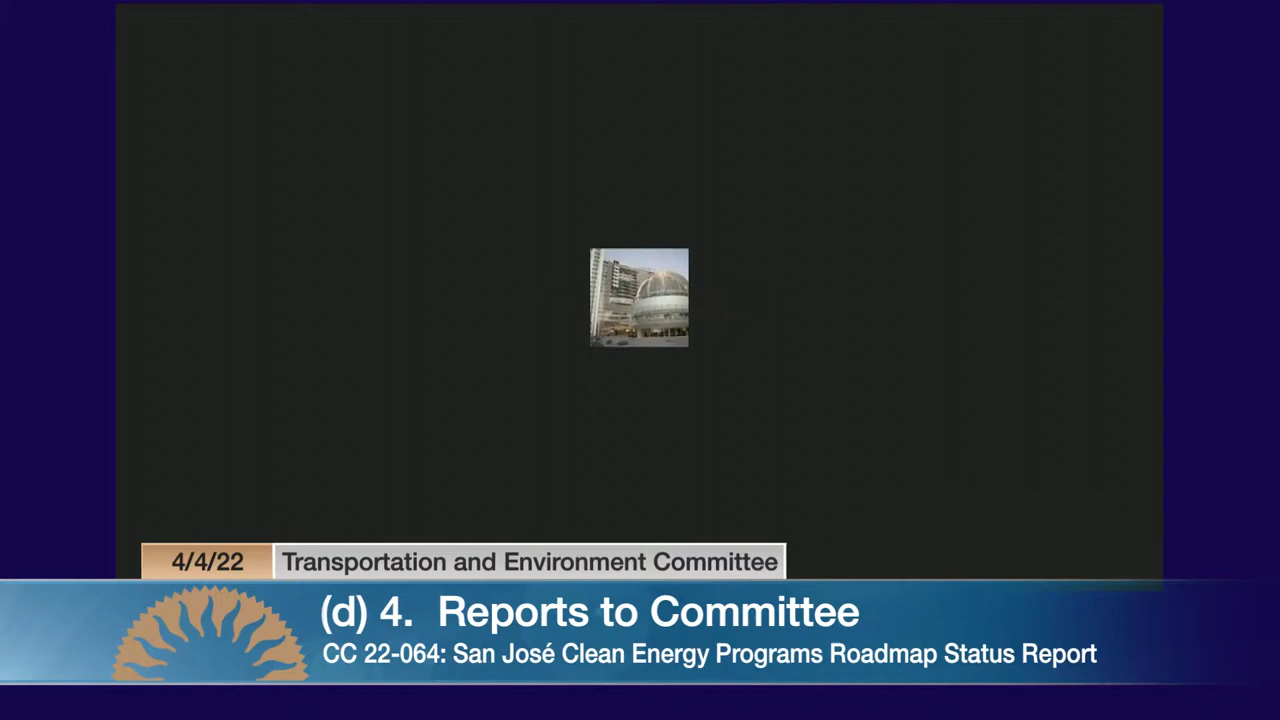 4/4/22 Transportation and Environment Committee
(d) 4. Reports to Committee
CC 22-064: San José Clean Energy Programs Roadmap Status Report